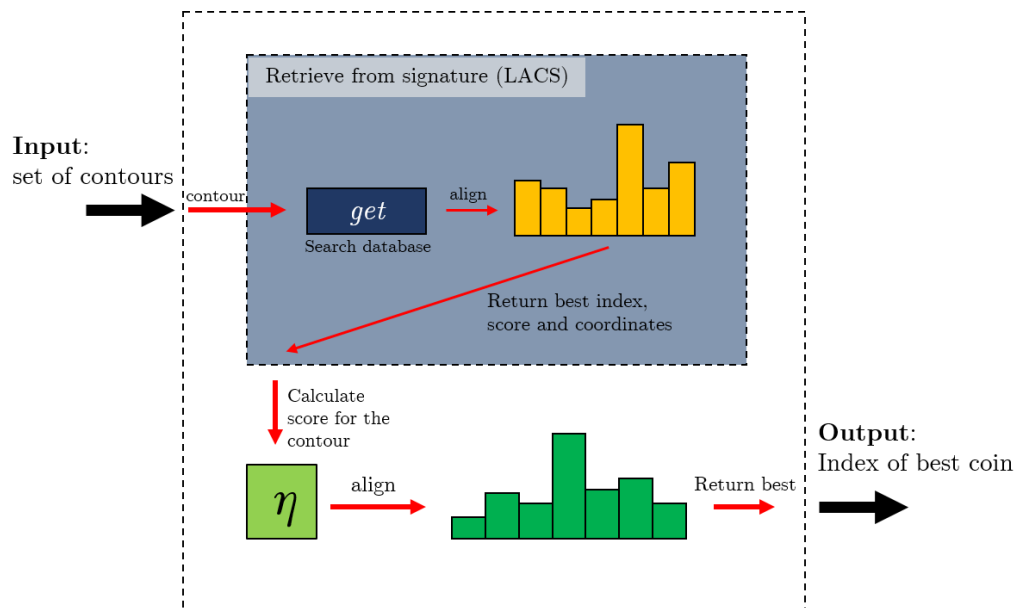 Retrieve from signature (LACS)
Input:
set of contours
contour
get
align
Search database
Return best index,
score and coordinates
Calculate
score for the
contour
η
align
Return best
Output:
Index of best coin